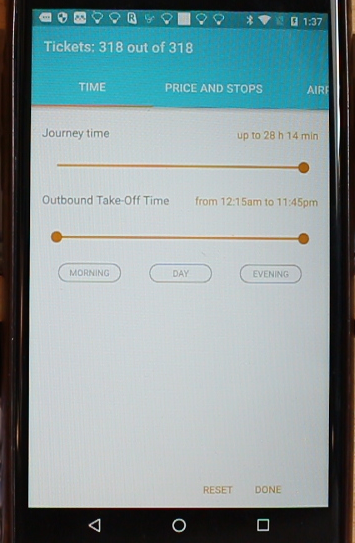 1:37
Tickets: 318 out of 318
TIME PRICE AND STOPS AIRP
Journey time up to 28 h 14 min
Outbound Take-Off Time from 12:15am to 11:45pm
MORNING DAY EVENING
RESET DONE